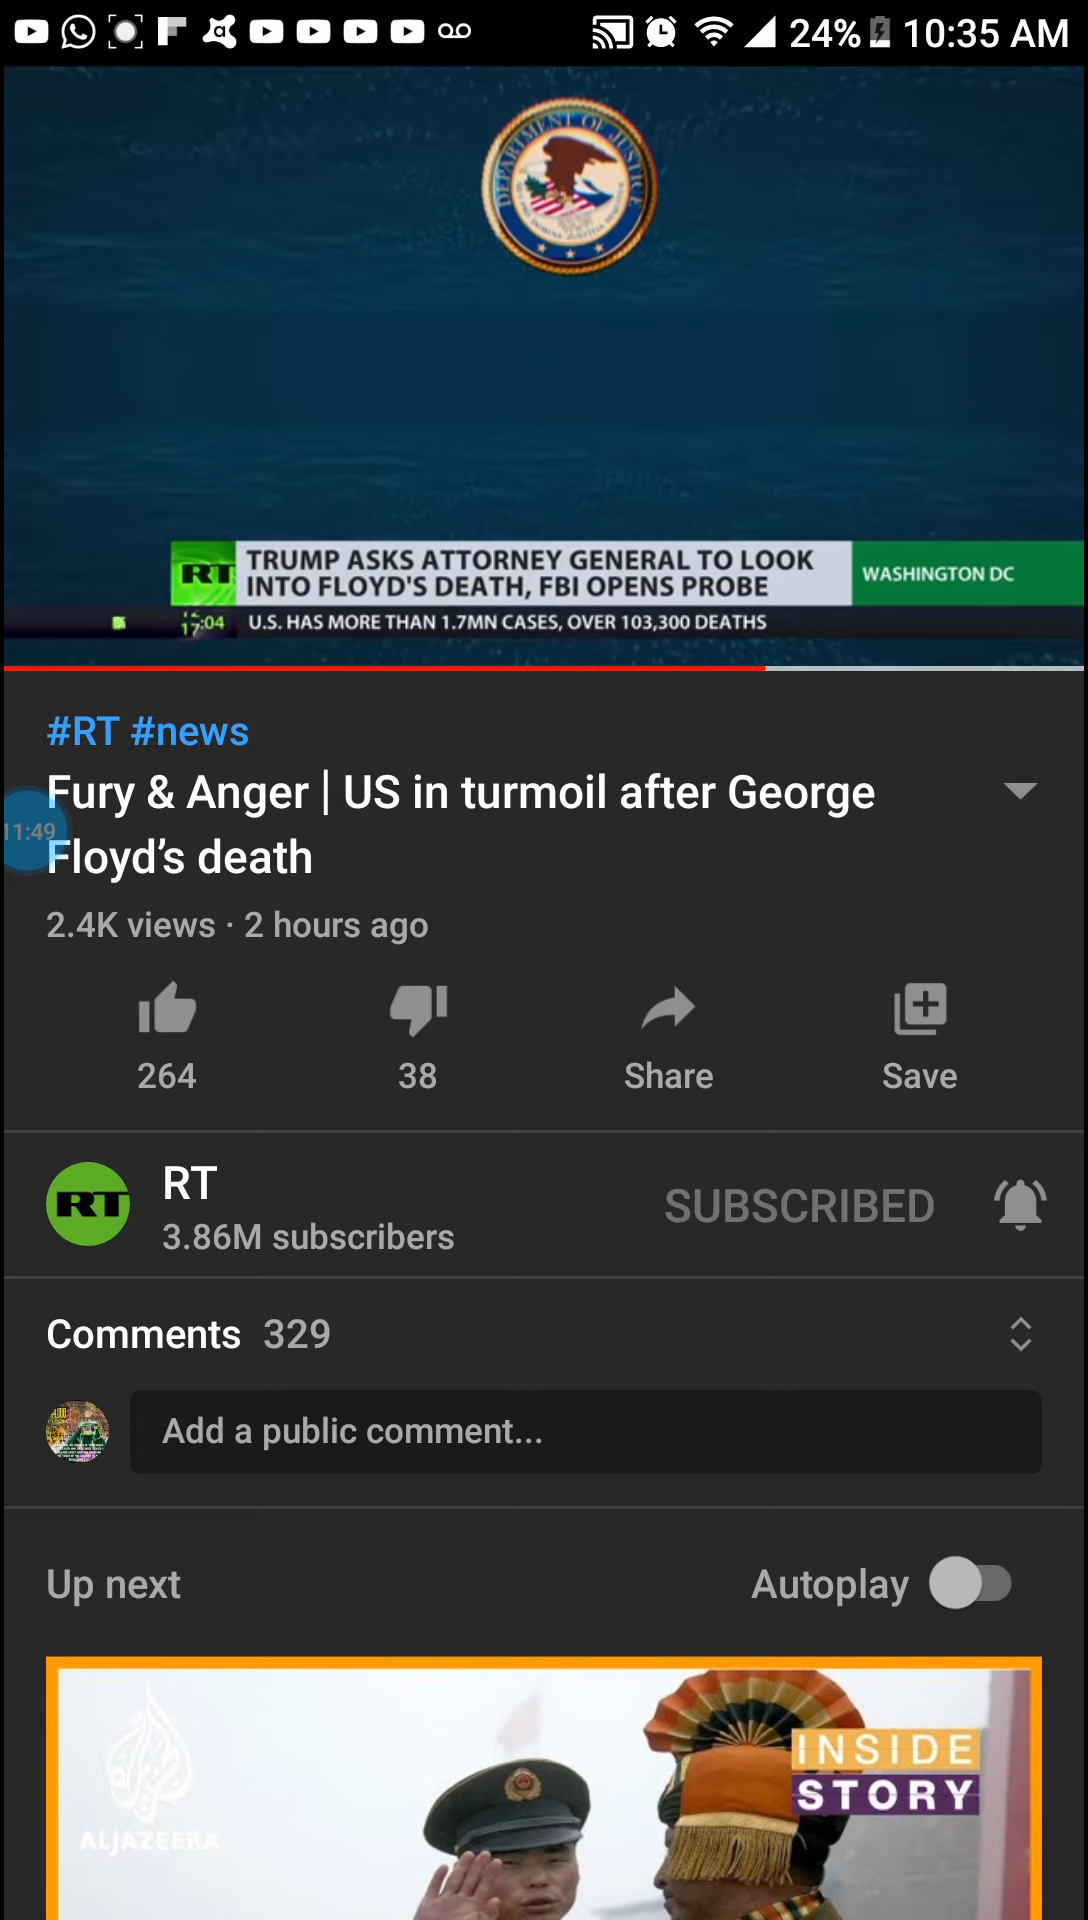 24% 10:35 AM
DEPARTMENT OF JUSTICE
RT
TRUMP ASKS ATTORNEY GENERAL TO LOOK
INTO FLOYD'S DEATH, FBI OPENS PROBE
WASHINGTON DC
:04
U.S. HAS MORE THAN 1.7MN CASES, OVER 103,300 DEATHS
#RT #news
Fury & Anger | US in turmoil after George
11:49
Floyd’s death
2.4K views · 2 hours ago
264 38 Share Save
RT
RT
3.86M subscribers
SUBSCRIBED
Comments 329
Add a public comment...
Up next
Autoplay
INSIDE
STORY
ALJAZEERA